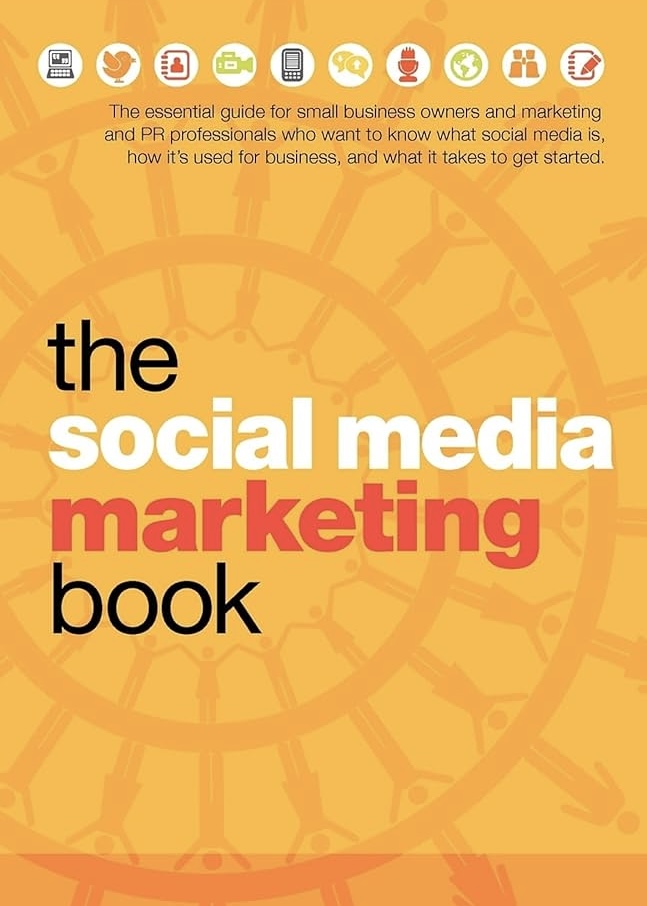 The essential guide for small business owners and marketing
and PR professionals who want to know what social media is,
how it's used for business, and what it takes to get started.
the
social media
marketing
book